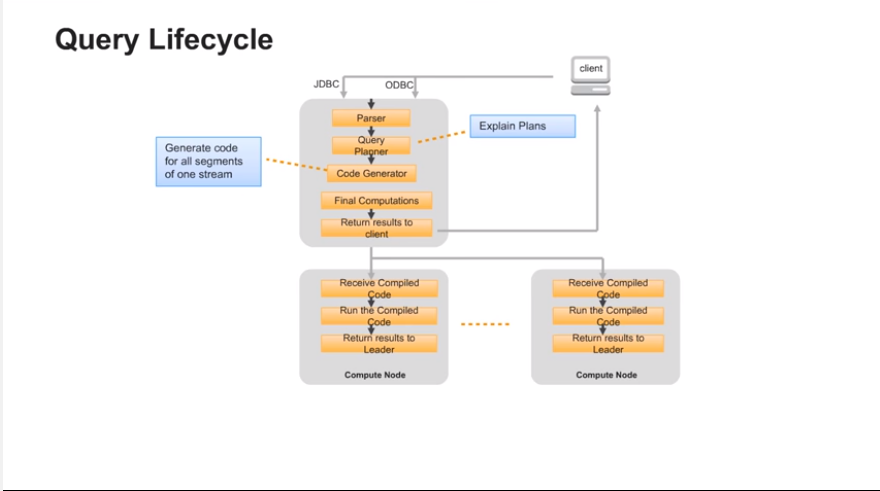 Query Lifecycle
client
JDBC
ODBC
Parser
Explain Plans
Query
Planner
Generate code
for all segments
of one stream
Code Generator
Final Computations
Return results to
client
Receive Compiled
Code
Run the Compiled
Code
Return results to
Leader
Compute Node
Receive Compiled
Code
Run the Compiled
Code
Return results to
Leader
Compute Node